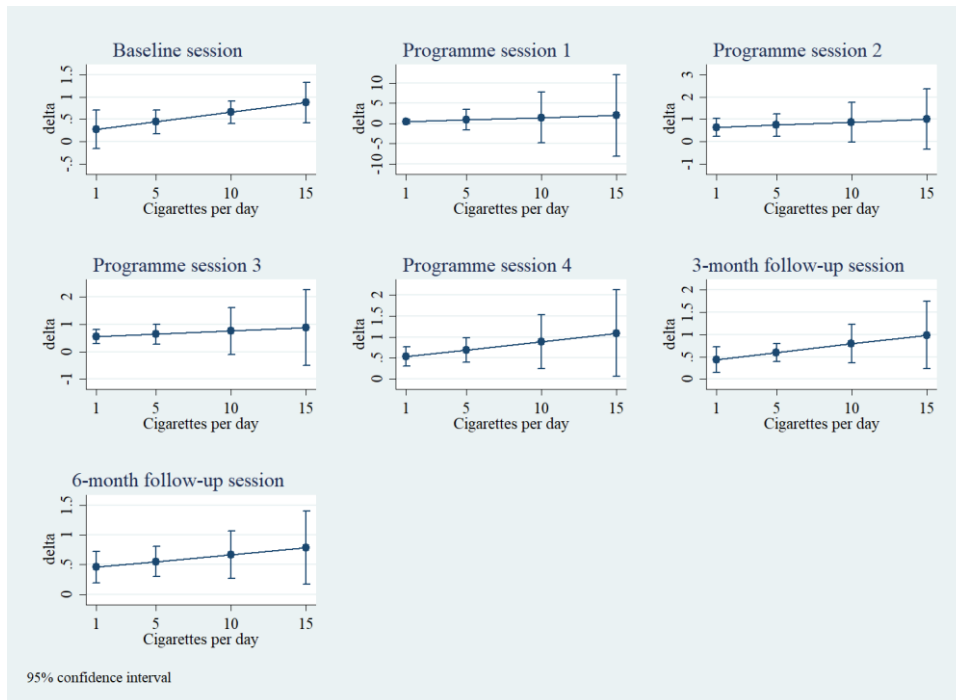 Baseline session
delta
-.5 0 .5 1 1.5
1 5 10 15
Cigarettes per day
Programme session 1
delta
-10 -5 0 5 10
1 5 10 15
Cigarettes per day
Programme session 2
delta
-1 0 1 2 3
1 5 10 15
Cigarettes per day
Programme session 3
delta
-1 0 1 2
1 5 10 15
Cigarettes per day
Programme session 4
delta
0 .5 1 1.5 2
1 5 10 15
Cigarettes per day
3-month follow-up session
delta
0 .5 1 1.5 2
1 5 10 15
Cigarettes per day
6-month follow-up session
delta
0 .5 1 1.5
1 5 10 15
Cigarettes per day
95% confidence interval